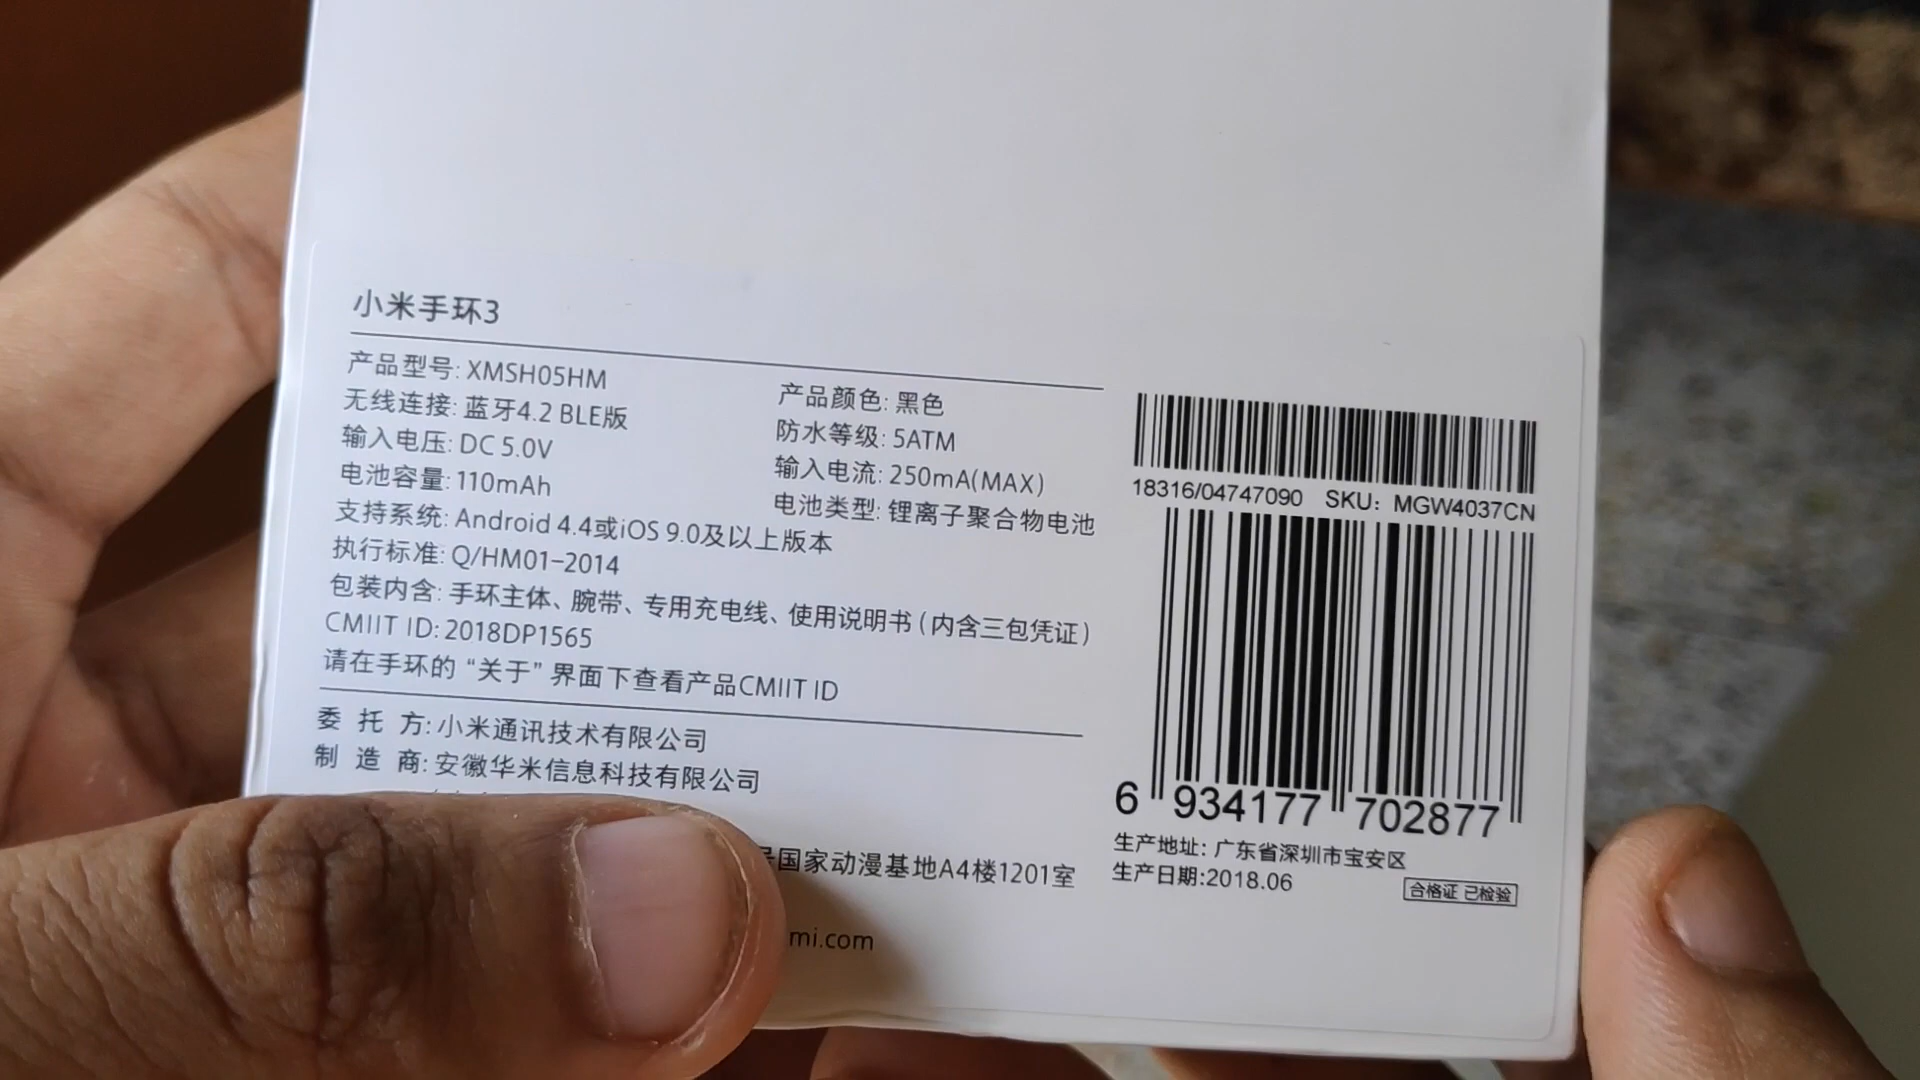 小米手环3
产品型号: XMSH05HM
产品颜色: 黑色
无线连接: 蓝牙4.2 BLE版
防水等级: 5ATM
输入电压: DC 5.0V
输入电流: 250mA(MAX)
电池容量: 110mAh
电池类型: 锂离子聚合物电池
支持系统: Android 4.4或iOS 9.0及以上版本
执行标准: Q/HM01-2014
包装内含: 手环主体、腕带、专用充电线、使用说明书(内含三包凭证)
CMIIT ID: 2018DP1565
请在手环的“关于”界面下查看产品CMIIT ID
委 托 方: 小米通讯技术有限公司
制 造 商: 安徽华米信息科技有限公司
国家动漫基地A4楼1201室
mi.com
18316/04747090 SKU: MGW4037CN
6 934177 702877
生产地址: 广东省深圳市宝安区
生产日期:2018.06
合格证 已检验